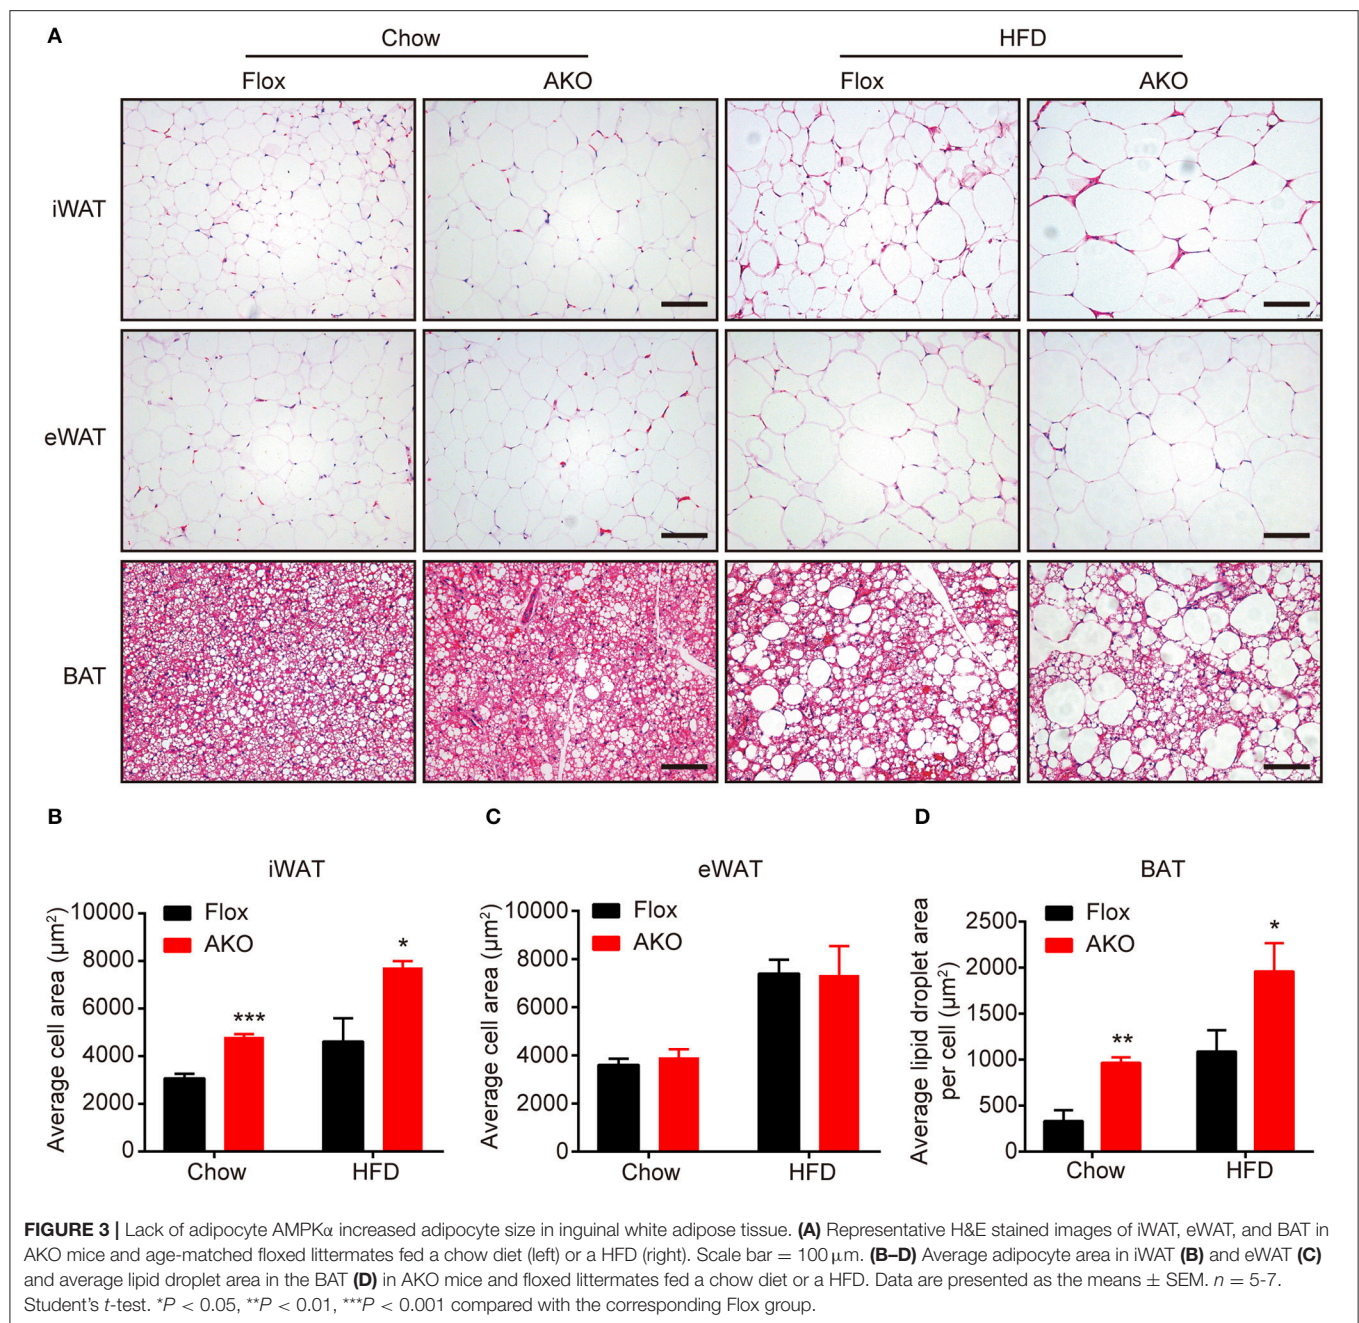 A
Chow
HFD
Flox
AKO
Flox
AKO
iWAT
eWAT
BAT
B
C
D
iWAT
Average cell area (µm²)
10000
8000
6000
4000
2000
0
Flox
AKO
***
*
Chow
HFD
eWAT
Average cell area (µm²)
10000
8000
6000
4000
2000
0
Flox
AKO
Chow
HFD
BAT
Average lipid droplet area
per cell (µm²)
2500
2000
1500
1000
500
0
Flox
AKO
**
*
Chow
HFD
FIGURE 3 | Lack of adipocyte AMPKα increased adipocyte size in inguinal white adipose tissue. (A) Representative H&E stained images of iWAT, eWAT, and BAT in
AKO mice and age-matched floxed littermates fed a chow diet (left) or a HFD (right). Scale bar = 100 µm. (B–D) Average adipocyte area in iWAT (B) and eWAT (C)
and average lipid droplet area in the BAT (D) in AKO mice and floxed littermates fed a chow diet or a HFD. Data are presented as the means ± SEM. n = 5-7.
Student's t-test. *P < 0.05, **P < 0.01, ***P < 0.001 compared with the corresponding Flox group.